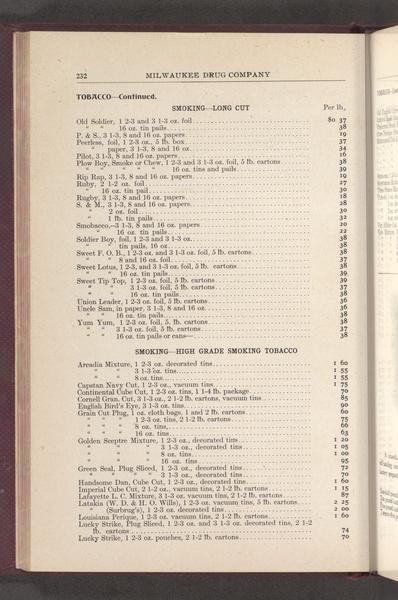 232 MILWAUKEE DRUG COMPANY
TOBACCO—Continued.
SMOKING—LONG CUT
Per lb.
Old Soldier, 1 2-3 and 3 1-3 oz. foil $0 37
" " 16 oz. tin pails 38
P. & S., 3 1-3, 8 and 16 oz. papers 19
Peerless, foil, 1 2-3 oz., 5 lb. box 37
" paper, 3 1-3, 8 and 16 oz. 34
Pilot, 3 1-3, 8 and 16 oz. papers 16
Plow Boy, Smoke or Chew, 1 2-3 and 3 1-3 oz. foil, 5 lb. cartons 38
" " " " " 16 oz. tins and pails 39
Rip Rap, 3 1-3, 8 and 16 oz. papers 19
Ruby, 2 1-2 oz. foil 27
" 16 oz. tin pail 30
Rugby, 3 1-3, 8 and 16 oz. papers 18
S. & M., 3 1-3, 8 and 16 oz. papers 28
" 2 oz. foil 30
" 1 lb. tin pails 32
Smobacco,—3 1-3, 8 and 16 oz. papers 20
" 16 oz. tin pails 22
Soldier Boy, foil, 1 2-3 and 3 1-3 oz. 38
" tin pails, 16 oz. 38
Sweet F. O. B., 1 2-3 oz. and 3 1-3 oz. foil, 5 lb. cartons 38
" " 8 and 16 oz. foil 37
Sweet Lotus, 1 2-3, and 3 1-3 oz. foil, 5 lb. cartons 38
" " 16 oz. tin pails 39
Sweet Tip Top, 1 2-3 oz. foil, 5 lb. cartons 39
" " 3 1-3 oz. foil, 5 lb. cartons 37
" " 16 oz. tin pails 38
Union Leader, 1 2-3 oz. foil, 5 lb. cartons 36
Uncle Sam, in paper, 3 1-3, 8 and 16 oz. 36
" " 16 oz. tin pails 38
Yum Yum, 1 2-3 oz. foil, 5 lb. cartons 38
" " 3 1-3 oz. foil, 5 lb. cartons 37
" " 16 oz. tin pails or cans— 38
SMOKING—HIGH GRADE SMOKING TOBACCO
Arcadia Mixture, 1 2-3 oz. decorated tins 1 60
" " 3 1-3 oz. tins 1 55
" " 8 oz. tins 1 55
Capstan Navy Cut, 1 2-3 oz., vacuum tins 1 75
Continental Cube Cut, 1 2-3 oz. tins, 1 1-4 lb. package 70
Cornell Gran. Cut, 3 1-3 oz., 2 1-2 lb. cartons, vacuum tins 85
English Bird's Eye, 3 1-3 oz. tins 90
Grain Cut Plug, 1 oz. cloth bags, 1 and 2 lb. cartons 60
" " " 1 2-3 oz. tins, 2 1-2 lb. cartons 75
" " " 8 oz. tins 66
" " " 16 oz. tins 63
Golden Sceptre Mixture, 1 2-3 oz., decorated tins 1 20
" " " 3 1-3 oz., decorated tins 1 05
" " " 8 oz. tins 1 00
" " " 16 oz. tins 95
Green Seal, Plug Sliced, 1 2-3 oz., decorated tins 72
" " " " 3 1-3 oz., decorated tins 70
Handsome Dan, Cube Cut, 1 2-3 oz., decorated tins 1 60
Imperial Cube Cut, 2 1-2 oz., vacuum tins, 2 1-2 lb. cartons 1 15
Lafayette L. C. Mixture, 3 1-3 oz. vacuum tins, 2 1-2 lb. cartons 87
Latakia (W. D. & H. O. Wills), 1 2-3 oz. vacuum tins, 5 lb. cartons 2 25
" (Surbrug's), 1 2-3 oz. decorated tins 2 00
Louisiana Perique, 1 2-3 oz. vacuum tins, 2 1-2 lb. cartons 1 60
Lucky Strike, Plug Sliced, 1 2-3 oz. and 3 1-3 oz. decorated tins, 2 1-2
lb. cartons 74
Lucky Strike, 1 2-3 oz. pouches, 2 1-2 lb. cartons 70